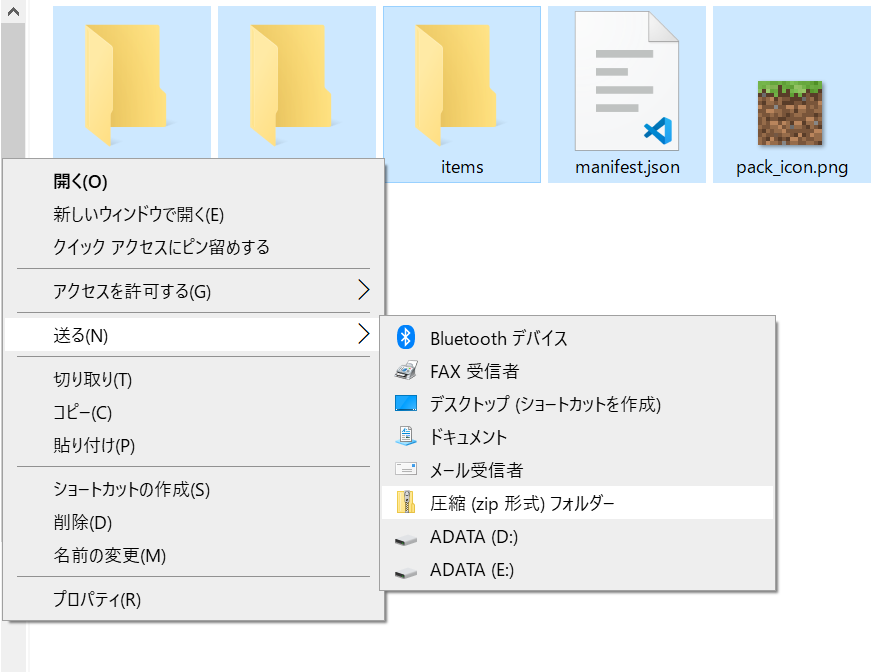 items
manifest.json
pack_icon.png
開く(O)
新しいウィンドウで開く(E)
クイック アクセスにピン留めする
アクセスを許可する(G)
送る(N)
切り取り(T)
コピー(C)
貼り付け(P)
ショートカットの作成(S)
削除(D)
名前の変更(M)
プロパティ(R)
Bluetooth デバイス
FAX 受信者
デスクトップ (ショートカットを作成)
ドキュメント
メール受信者
圧縮 (zip 形式) フォルダー
ADATA (D:)
ADATA (E:)